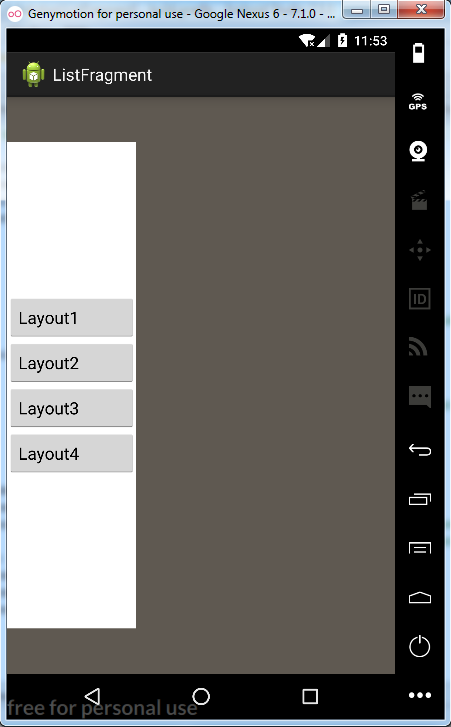 Genymotion for personal use - Google Nexus 6 - 7.1.0 - ...
11:53
ListFragment
GPS
ID
Layout1
Layout2
Layout3
Layout4
free for personal use